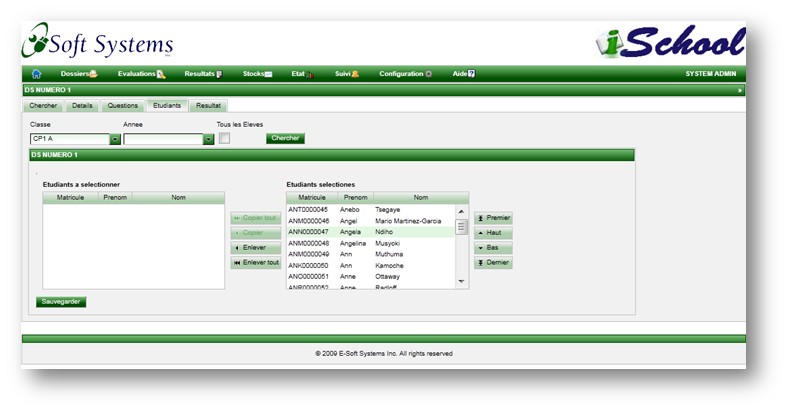 eSoft Systems Inc
iSchool
Dossiers Evaluations Resultats Stocks Etat Suivi Configuration Aide SYSTEM ADMIN
DS NUMERO 1 »
Chercher Details Questions Etudiants Resultat
Classe Annee Tous les Eleves
CP1 A Chercher
DS NUMERO 1
Etudiants a selectionner Etudiants selectiones
Matricule Prenom Nom Matricule Prenom Nom
ANT0000045 Anebo Tsegaye
ANM0000046 Angel Mario Martinez-Garcia
ANN0000047 Angela Ndiho
ANM0000048 Angelina Musyoki
ANM0000049 Ann Muthuma
ANK0000050 Ann Kamoche
ANO0000051 Anne Ottaway
ANR0000052 Anne Radloff
Copier tout
Copier
Enlever
Enlever tout
Premier
Haut
Bas
Dernier
Sauvegarder
© 2009 E-Soft Systems Inc. All rights reserved